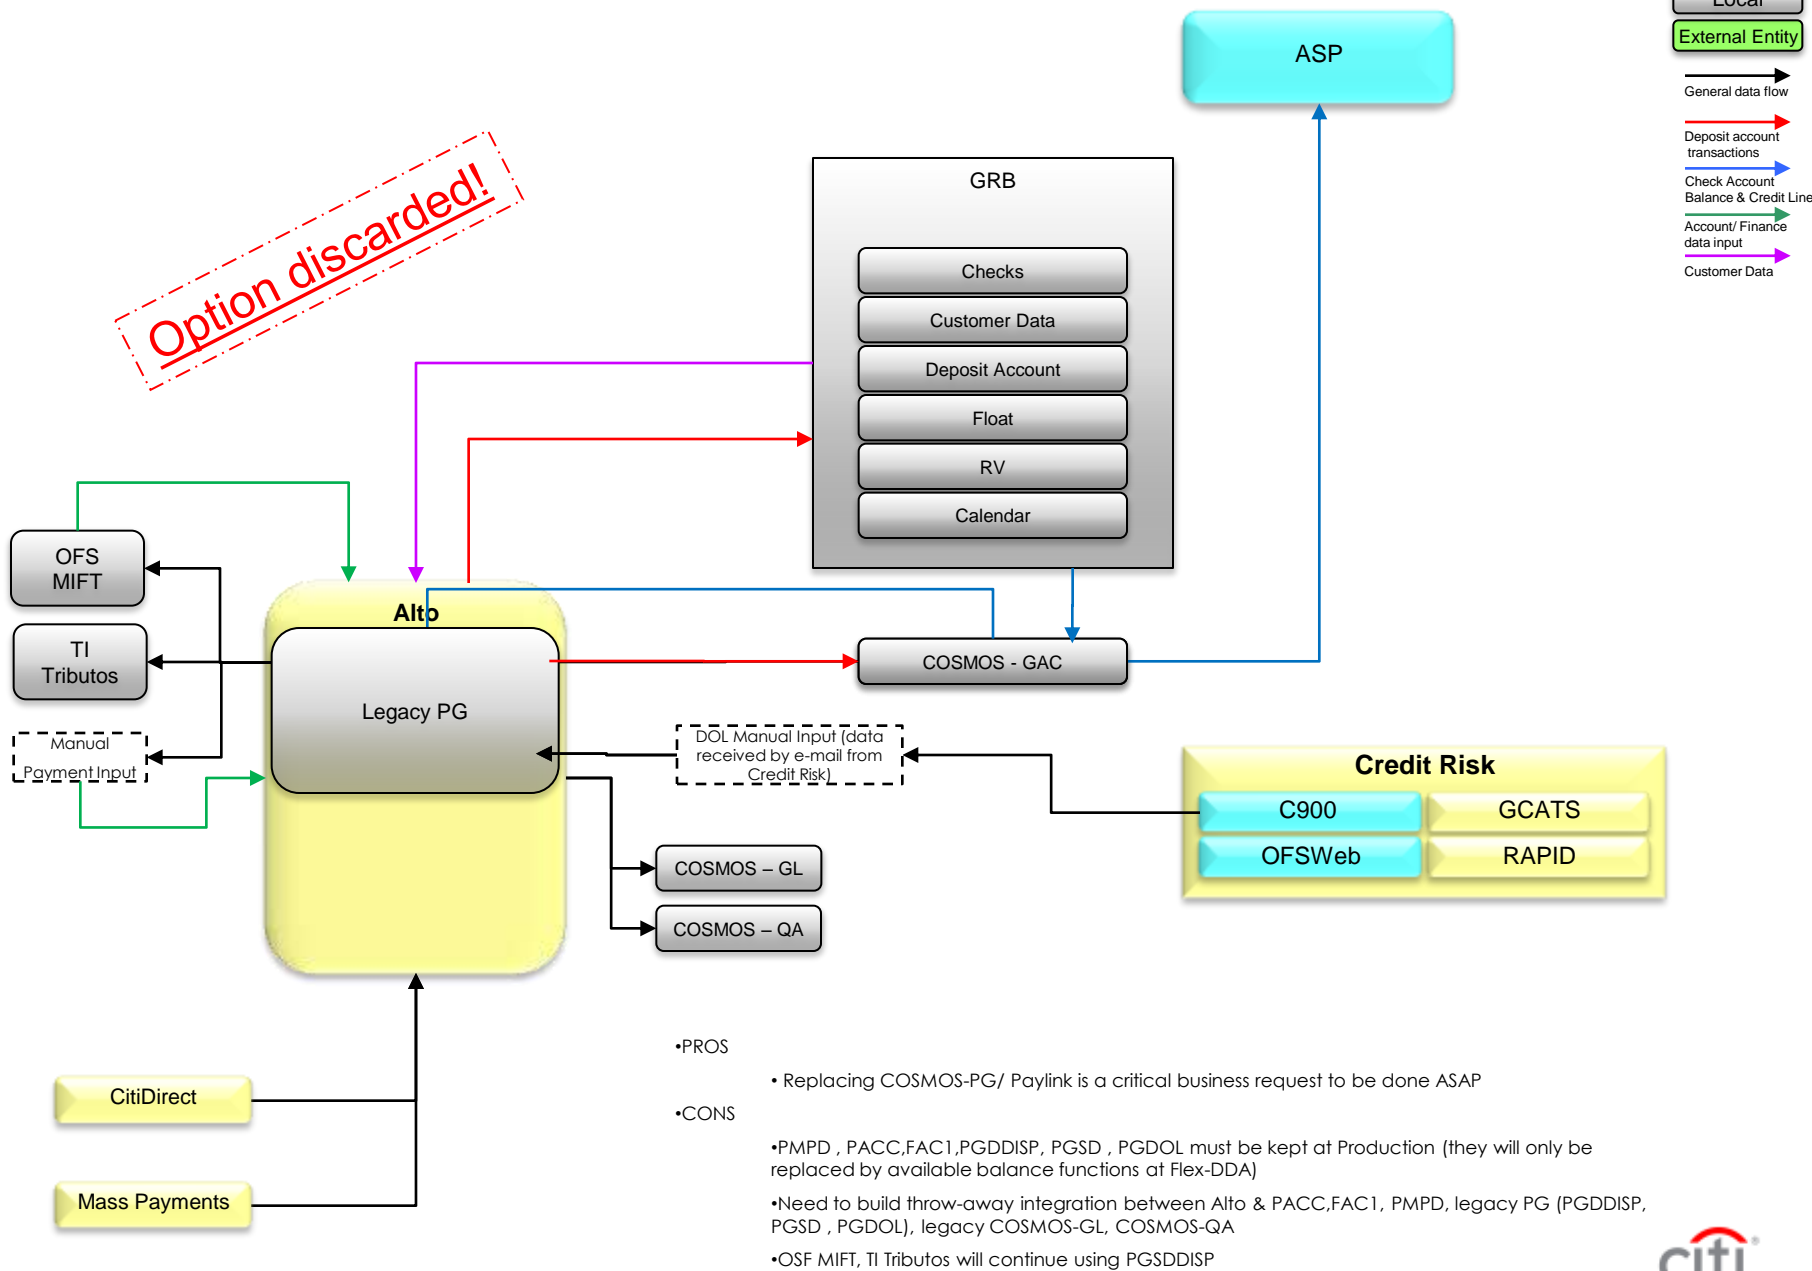 Local
External Entity
General data flow
Deposit account
transactions
Check Account
Balance & Credit Line
Account/ Finance
data input
Customer Data
ASP
Option discarded!
GRB
Checks
Customer Data
Deposit Account
Float
RV
Calendar
OFS
MIFT
TI
Tributos
Manual
Payment Input
Alto
Legacy PG
COSMOS - GAC
DOL Manual Input (data
received by e-mail from
Credit Risk)
Credit Risk
C900
GCATS
OFSWeb
RAPID
COSMOS – GL
COSMOS – QA
CitiDirect
Mass Payments
•PROS
• Replacing COSMOS-PG/ Paylink is a critical business request to be done ASAP
•CONS
•PMPD , PACC,FAC1,PGDDISP, PGSD , PGDOL must be kept at Production (they will only be
replaced by available balance functions at Flex-DDA)
•Need to build throw-away integration between Alto & PACC,FAC1, PMPD, legacy PG (PGDDISP,
PGSD , PGDOL), legacy COSMOS-GL, COSMOS-QA
•OSF MIFT, TI Tributos will continue using PGSDDISP
citi